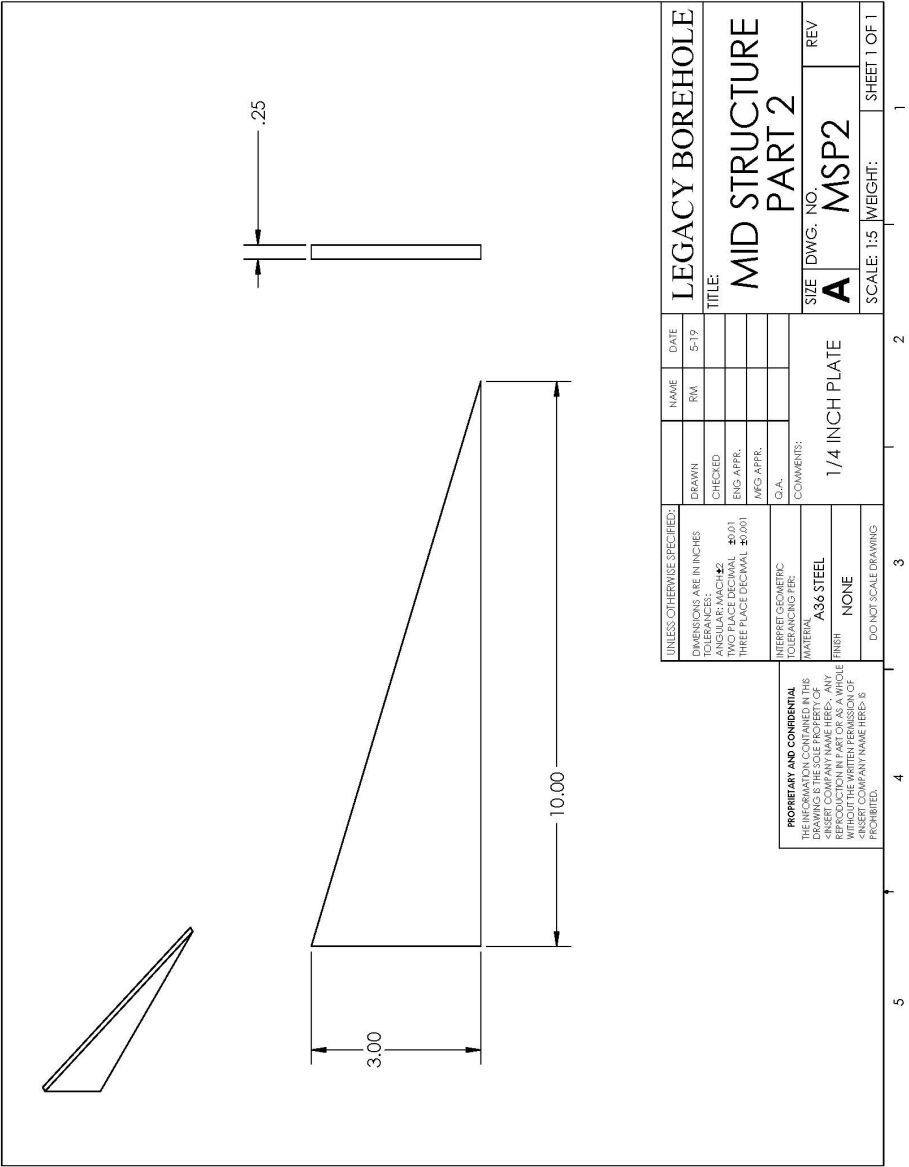 .25
3.00
10.00
5
4
3
2
1
PROPRIETARY AND CONFIDENTIAL
THE INFORMATION CONTAINED IN THIS
DRAWING IS THE SOLE PROPERTY OF
<INSERT COMPANY NAME HERE>. ANY
REPRODUCTION IN PART OR AS A WHOLE
WITHOUT THE WRITTEN PERMISSION OF
<INSERT COMPANY NAME HERE> IS
PROHIBITED.
UNLESS OTHERWISE SPECIFIED:
DIMENSIONS ARE IN INCHES
TOLERANCES:
ANGULAR: MACH±2
TWO PLACE DECIMAL ±0.01
THREE PLACE DECIMAL ±0.001
INTERPRET GEOMETRIC
TOLERANCING PER:
MATERIAL
A36 STEEL
FINISH
NONE
DO NOT SCALE DRAWING
NAME DATE
DRAWN RM 5-19
CHECKED
ENG APPR.
MFG APPR.
Q.A.
COMMENTS:
1/4 INCH PLATE
LEGACY BOREHOLE
TITLE:
MID STRUCTURE
PART 2
SIZE DWG. NO. REV
A MSP2
SCALE: 1:5 WEIGHT: SHEET 1 OF 1